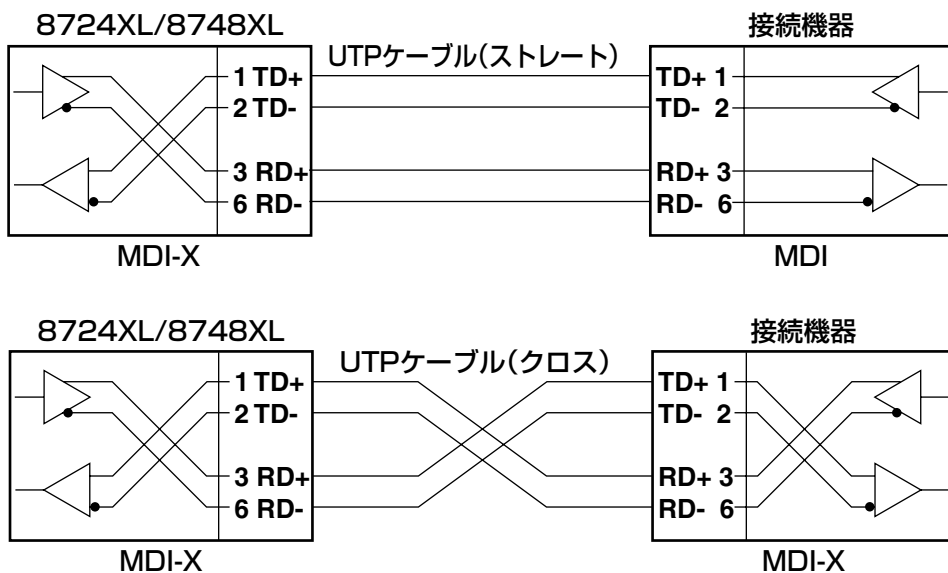 8724XL/8748XL
接続機器
UTPケーブル(ストレート)
1 TD+
2 TD-
3 RD+
6 RD-
TD+ 1
TD- 2
RD+ 3
RD- 6
MDI-X
MDI
8724XL/8748XL
接続機器
UTPケーブル(クロス)
1 TD+
2 TD-
3 RD+
6 RD-
TD+ 1
TD- 2
RD+ 3
RD- 6
MDI-X
MDI-X